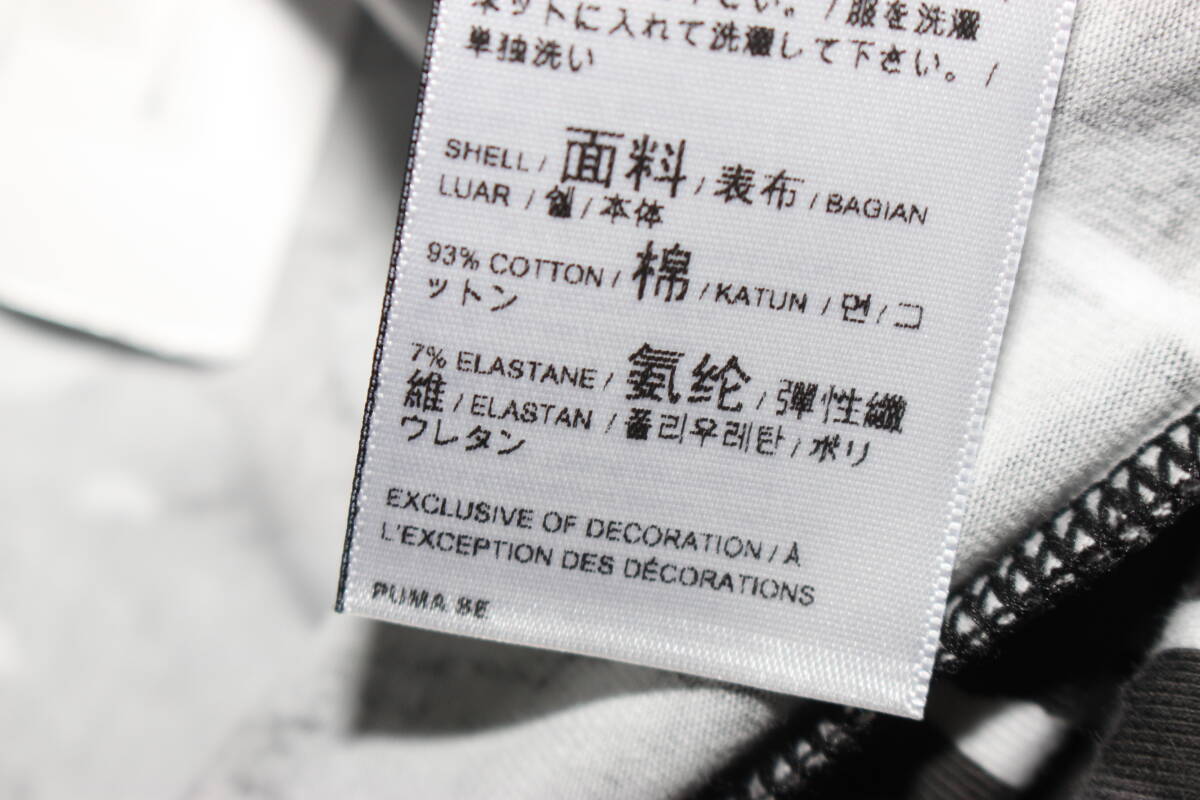 さい。/服を洗濯
ネットに入れて洗濯して下さい。/
単独洗い
SHELL / 面料 / 表布 / BAGIAN
LUAR / 쉘 / 本体
93% COTTON / 棉 / KATUN / 면 / コ
ットン
7% ELASTANE / 氨纶 / 彈性纖
維 / ELASTAN / 폴리우레탄 / ポリ
ウレタン
EXCLUSIVE OF DECORATION / À
L'EXCEPTION DES DÉCORATIONS
PUMA SE